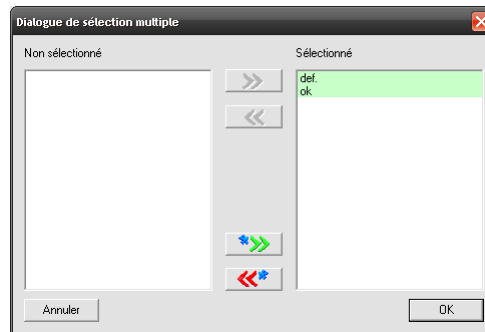 Dialogue de sélection multiple
Non sélectionné
Sélectionné
def.
ok
Annuler
OK